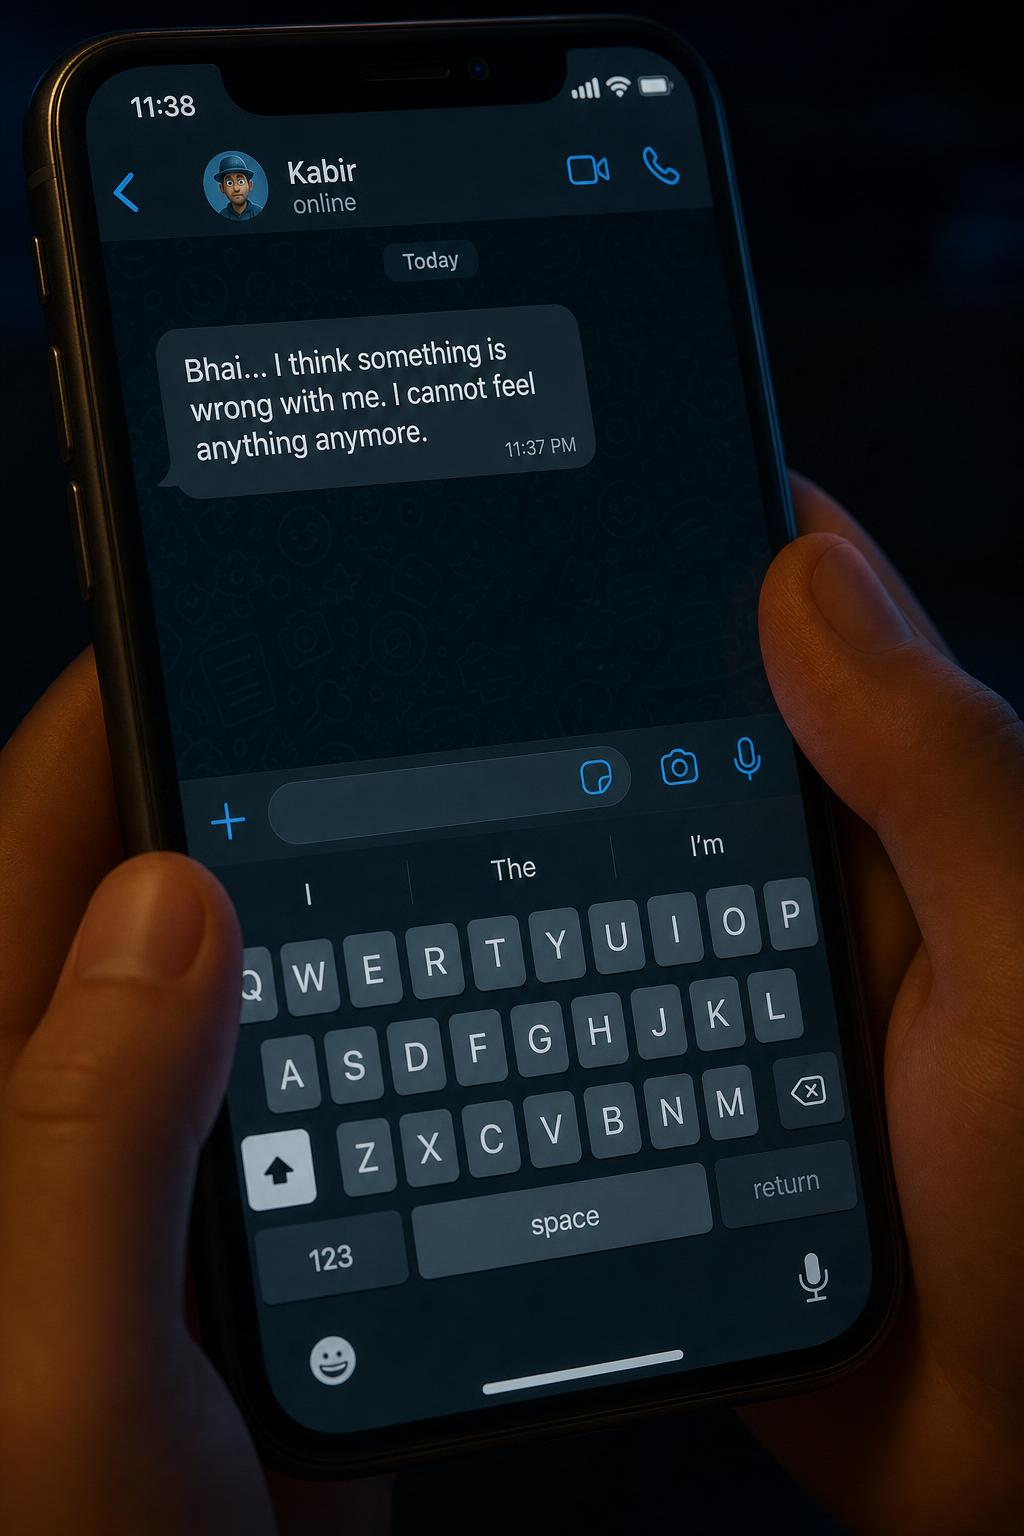 11:38
Kabir
online
Today
Bhai... I think something is
wrong with me. I cannot feel
anything anymore.
11:37 PM
I
The
I'm
Q W E R T Y U I O P
A S D F G H J K L
Z X C V B N M
123
space
return